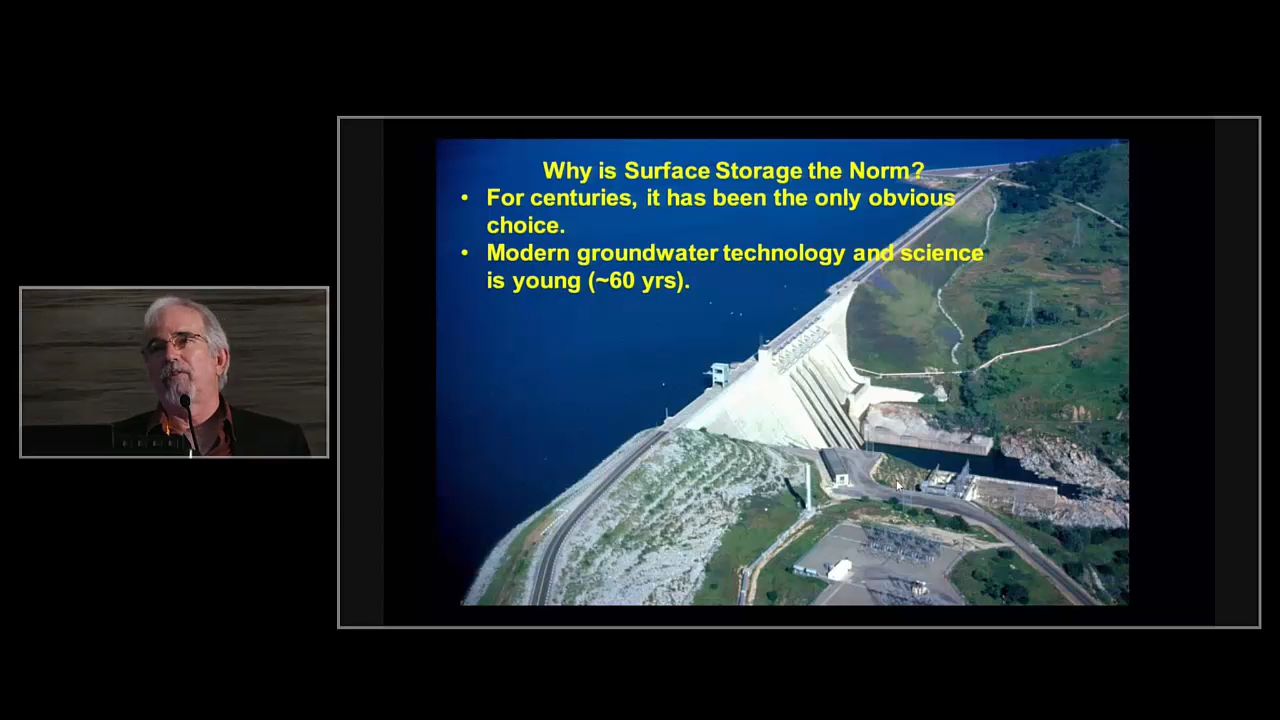 Why is Surface Storage the Norm?
• For centuries, it has been the only obvious
choice.
• Modern groundwater technology and science
is young (~60 yrs).